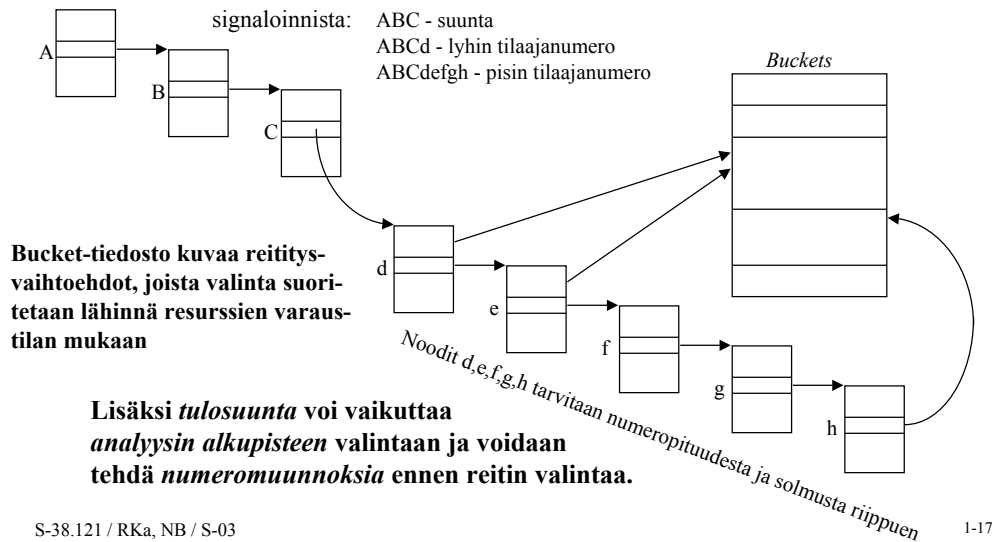 signaloinnista:
ABC - suunta
ABCd - lyhin tilaajanumero
ABCdefgh - pisin tilaajanumero
Buckets
A
B
C
Bucket-tiedosto kuvaa reititys-
vaihtoehdot, joista valinta suori-
tetaan lähinnä resurssien varaus-
tilan mukaan
d
e
f
g
h
Noodit d,e,f,g,h tarvitaan numeropituudesta ja solmusta riippuen
Lisäksi tulosuunta voi vaikuttaa
analyysin alkupisteen valintaan ja voidaan
tehdä numeromuunnoksia ennen reitin valintaa.
S-38.121 / RKa, NB / S-03
1-17